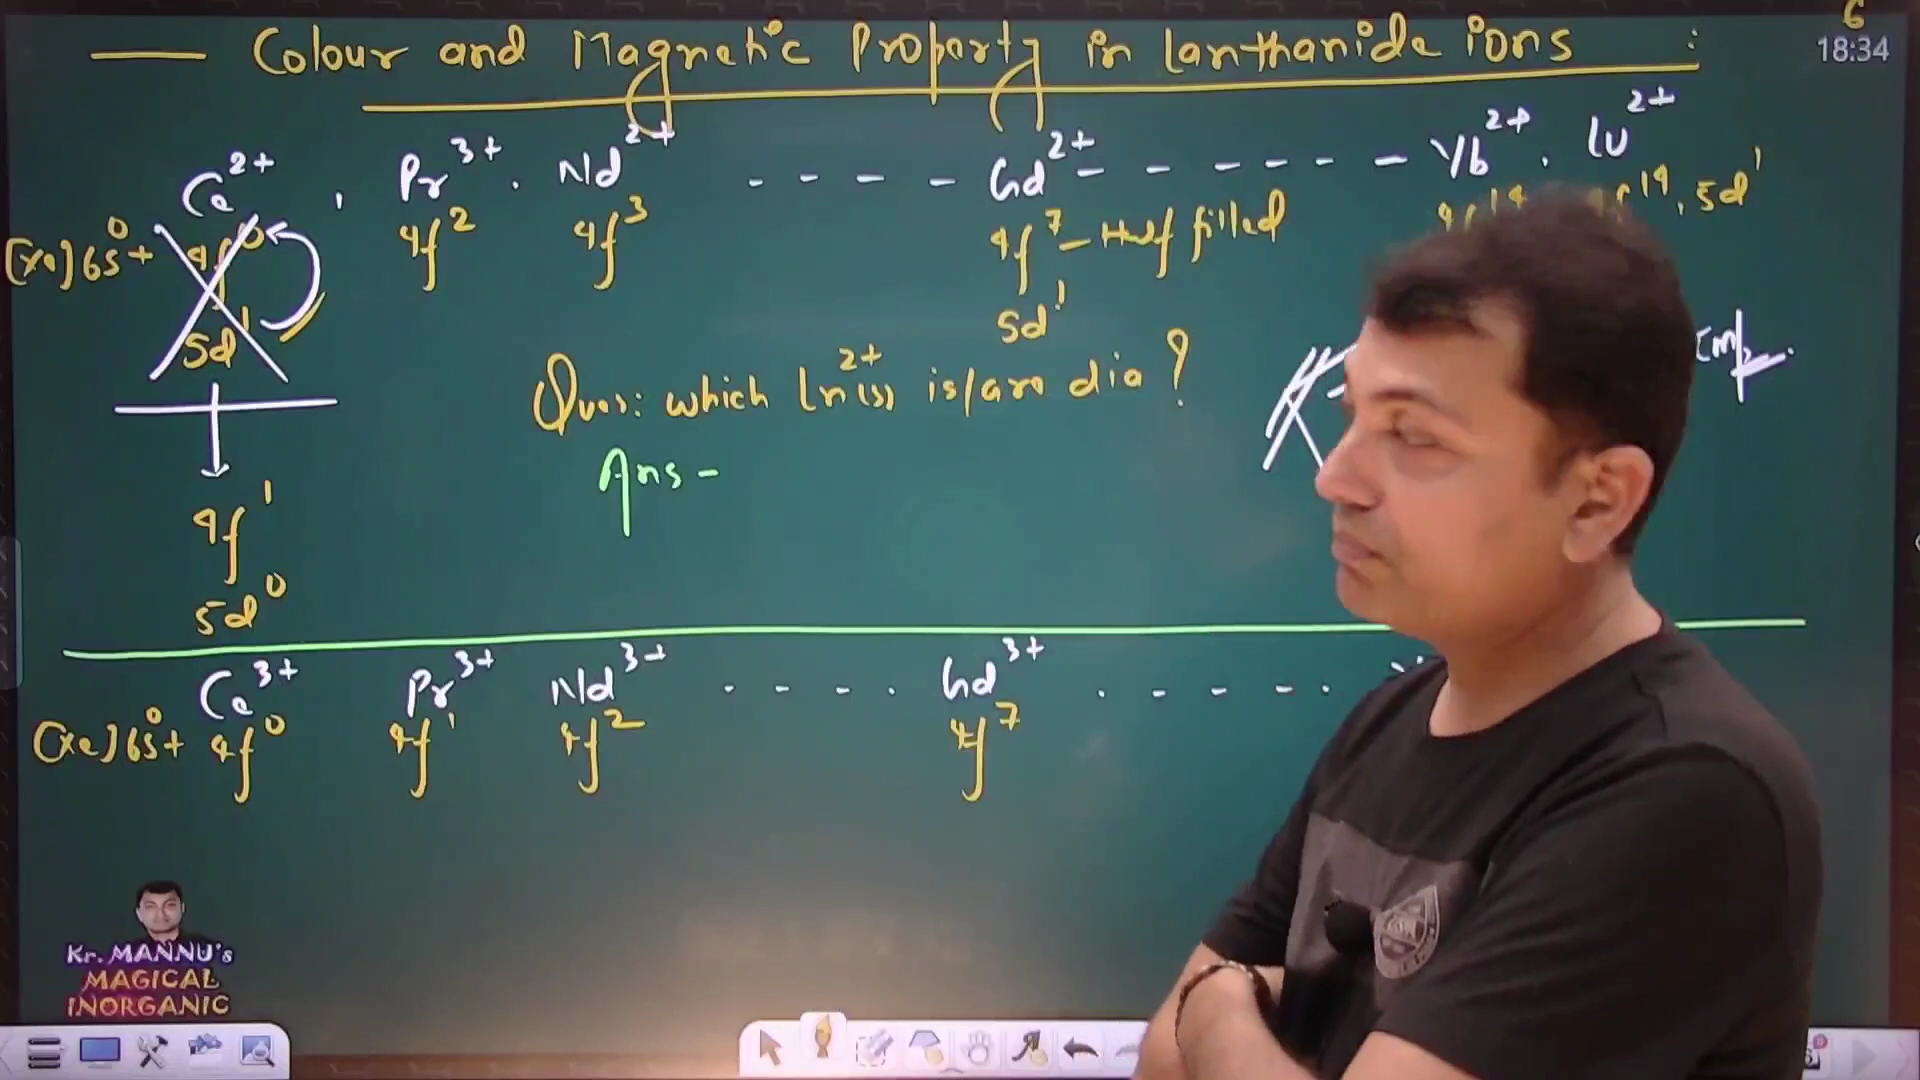 6
18:34
— Colour and Magnetic Property in lanthanide ions :
Ce²⁺ , Pr³⁺ . Nd²⁺ - - - - Gd²⁺ - - - - - - Yb²⁺ . Lu²⁺
[Xe] 6s⁰ + 4f⁰ 4f² 4f³ 4f⁷ – Half filled 4f¹⁴ 4f¹⁴, 5d¹
5d¹ 5d¹
Ques: which Ln²⁺(s) is/are dia ?
Ans -
4f¹
5d⁰
Ce³⁺ Pr³⁺ Nd³⁺ - - - . Gd³⁺ . - - - .
[Xe] 6s⁰ + 4f⁰ 4f¹ 4f² 4f⁷
Kr. MANNU's
MAGICAL
INORGANIC